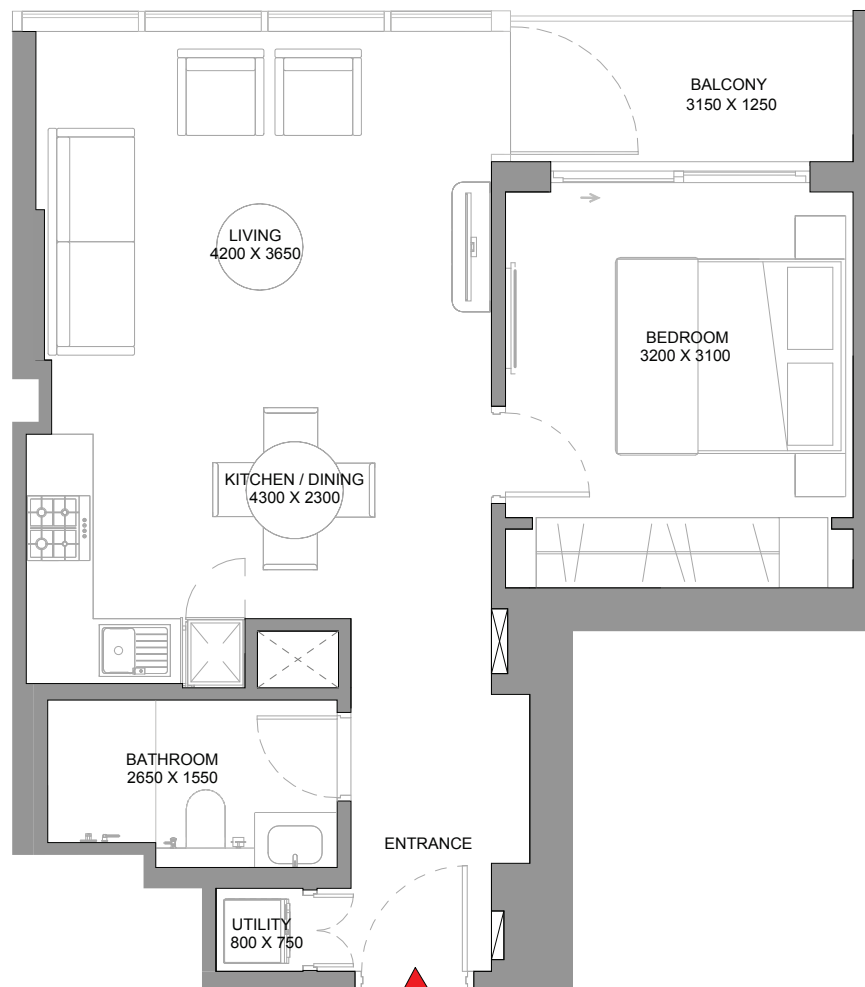 BALCONY
3150 X 1250
LIVING
4200 X 3650
BEDROOM
3200 X 3100
KITCHEN / DINING
4300 X 2300
BATHROOM
2650 X 1550
ENTRANCE
UTILITY
800 X 750